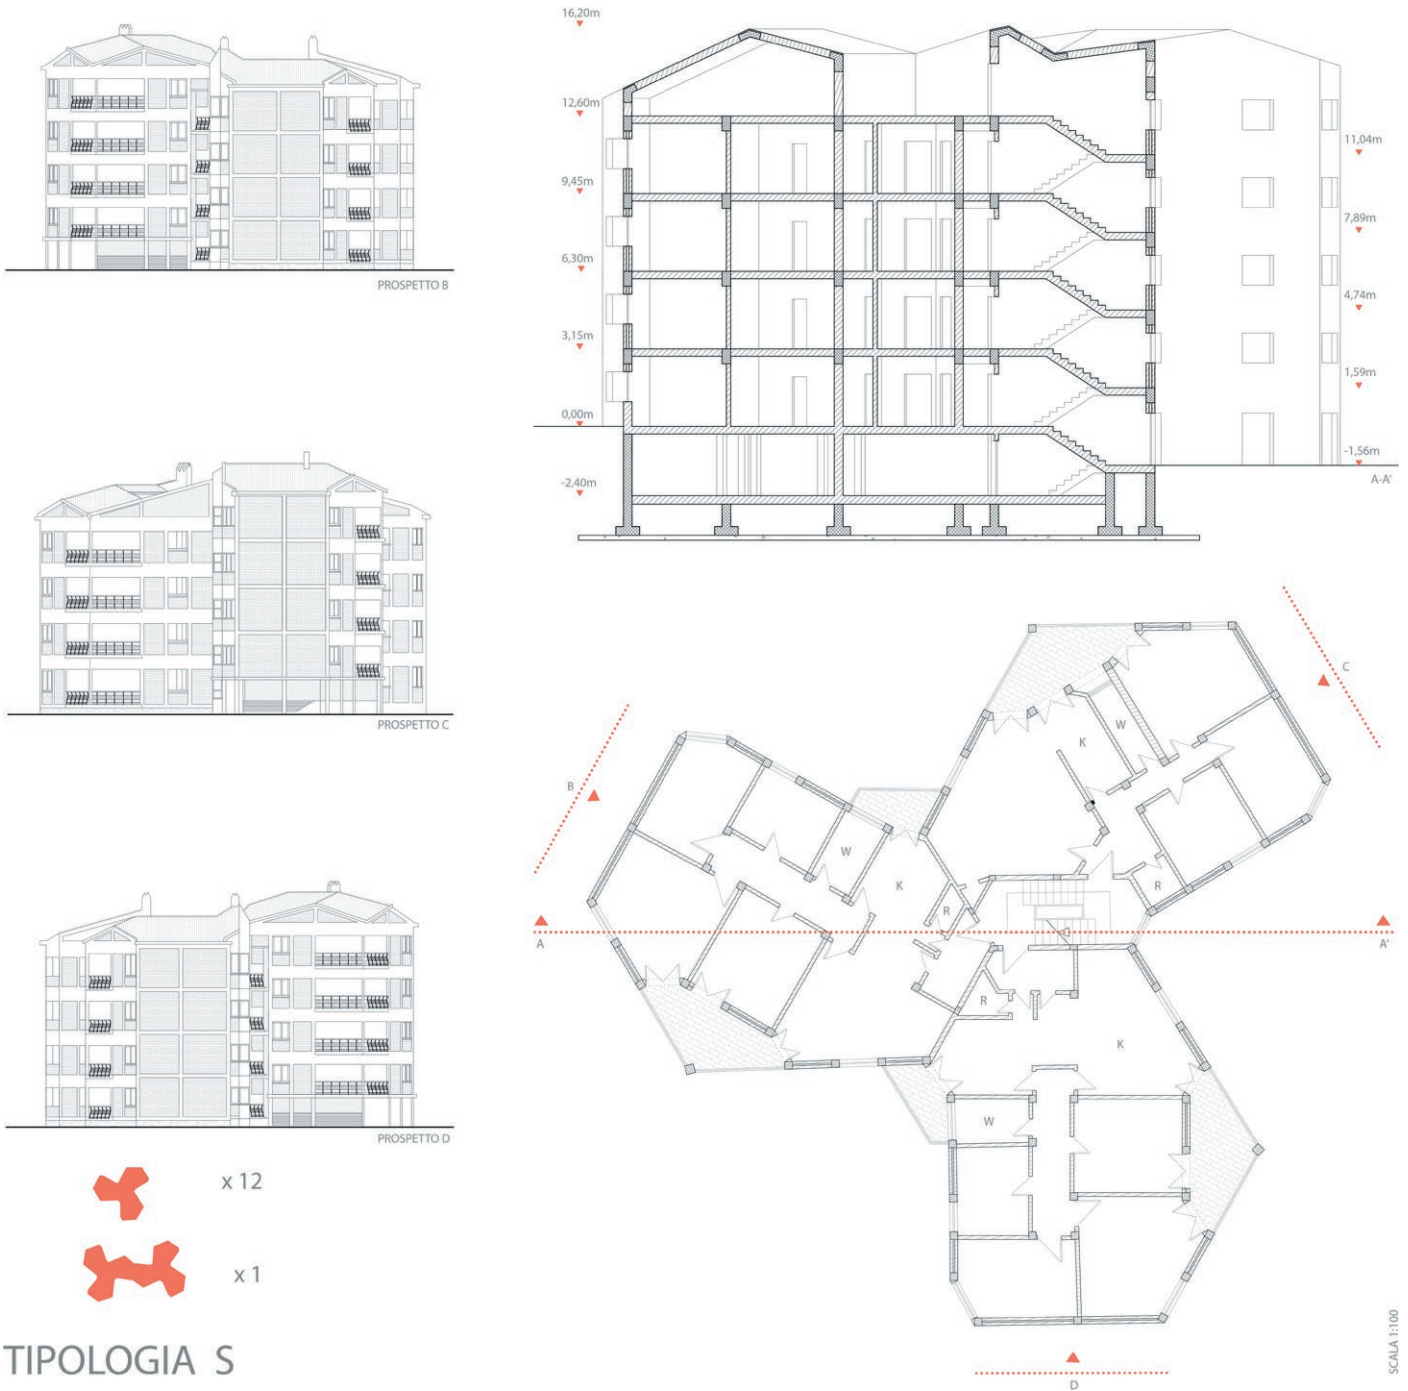 PROSPETTO B
PROSPETTO C
PROSPETTO D
x 12
x 1
TIPOLOGIA S
16,20m
12,60m
9,45m
6,30m
3,15m
0,00m
-2,40m
11,04m
7,89m
4,74m
1,59m
-1,56m
A-A'
C
B
W
K
W
K
R
R
A
A'
R
K
W
D
SCALA 1:100